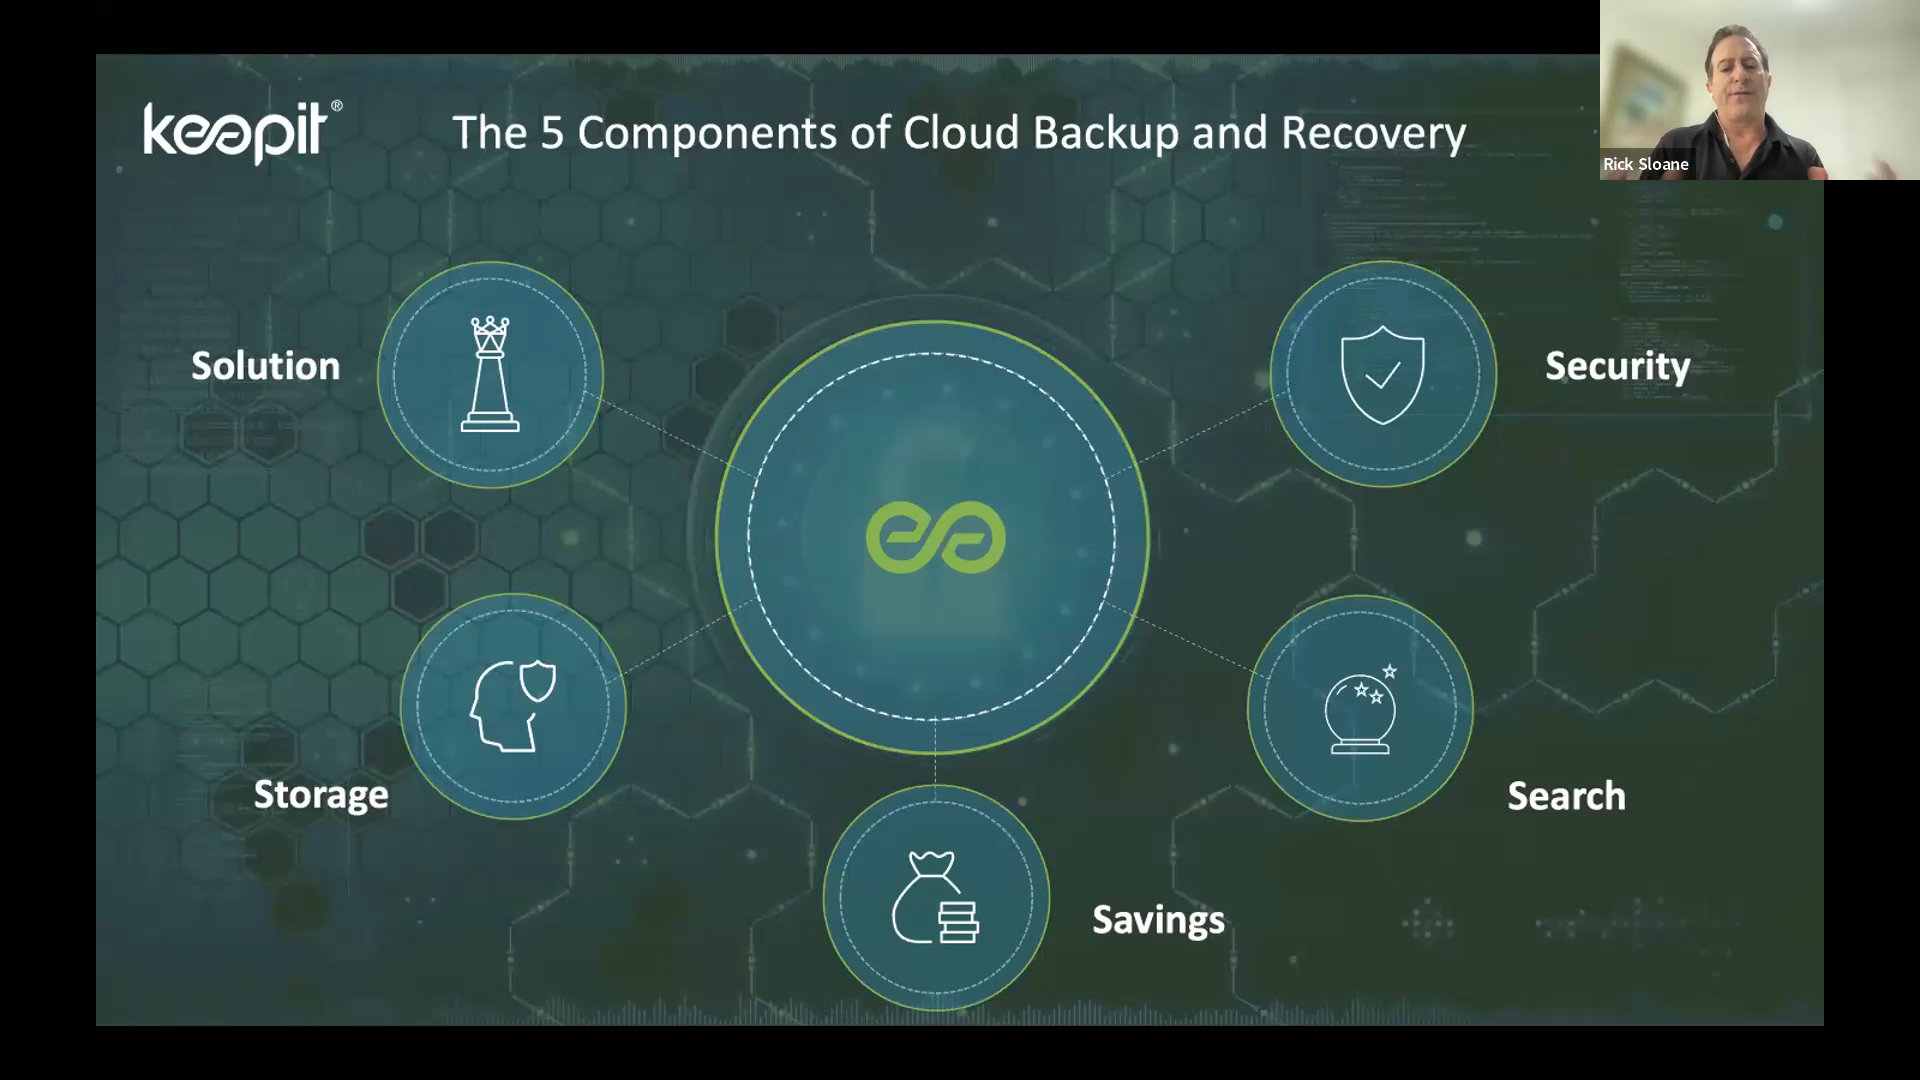 keepit®
The 5 Components of Cloud Backup and Recovery
Rick Sloane
Solution
Security
Storage
Search
Savings